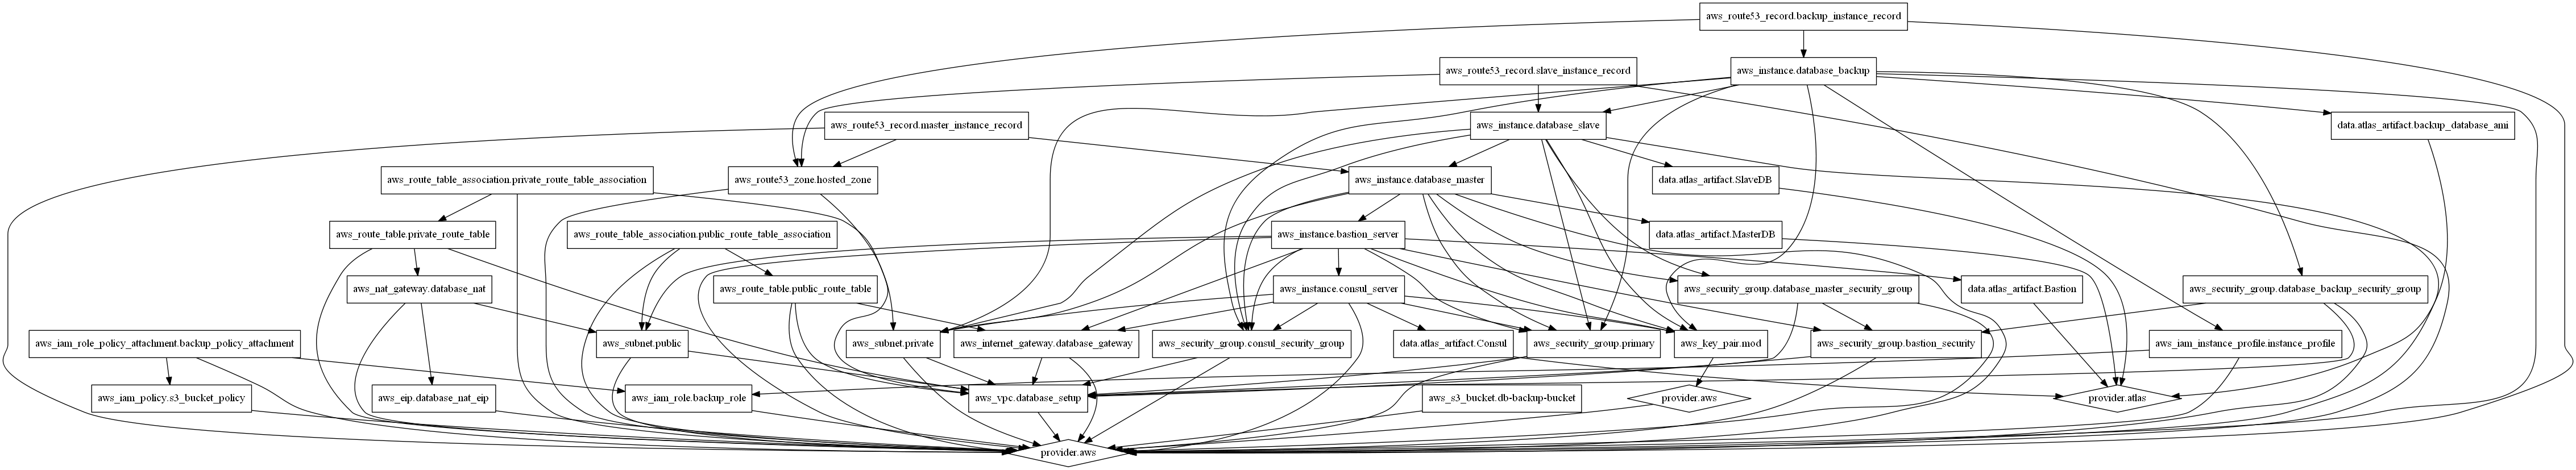 aws_route53_record.backup_instance_record
aws_route53_record.slave_instance_record
aws_instance.database_backup
aws_route53_record.master_instance_record
aws_instance.database_slave
data.atlas_artifact.backup_database_ami
aws_route_table_association.private_route_table_association
aws_route53_zone.hosted_zone
aws_instance.database_master
data.atlas_artifact.SlaveDB
aws_route_table.private_route_table
aws_route_table_association.public_route_table_association
aws_instance.bastion_server
data.atlas_artifact.MasterDB
aws_nat_gateway.database_nat
aws_route_table.public_route_table
aws_instance.consul_server
aws_security_group.database_master_security_group
data.atlas_artifact.Bastion
aws_security_group.database_backup_security_group
aws_iam_role_policy_attachment.backup_policy_attachment
aws_subnet.public
aws_subnet.private
aws_internet_gateway.database_gateway
aws_security_group.consul_security_group
data.atlas_artifact.Consul
aws_security_group.primary
aws_key_pair.mod
aws_security_group.bastion_security
aws_iam_instance_profile.instance_profile
aws_iam_policy.s3_bucket_policy
aws_eip.database_nat_eip
aws_iam_role.backup_role
aws_vpc.database_setup
aws_s3_bucket.db-backup-bucket
provider.aws
provider.atlas
provider.aws